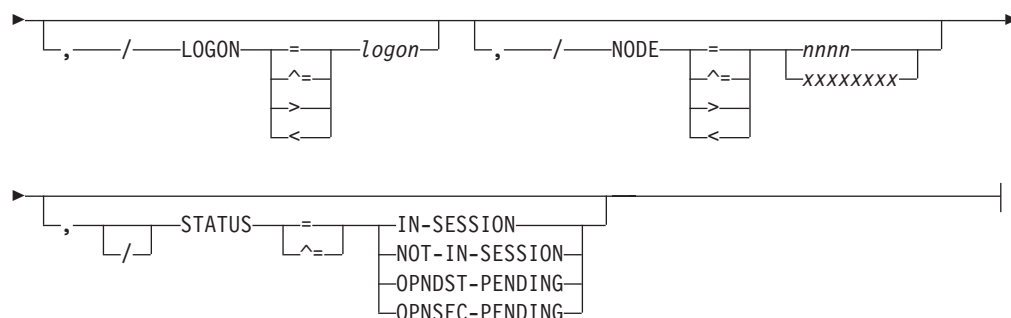 , / LOGON = logon , / NODE = nnnn
^= ^= xxxxxxxx
> >
< <
, STATUS = IN-SESSION
/ ^= NOT-IN-SESSION
OPNDST-PENDING
OPNSEC-PENDING